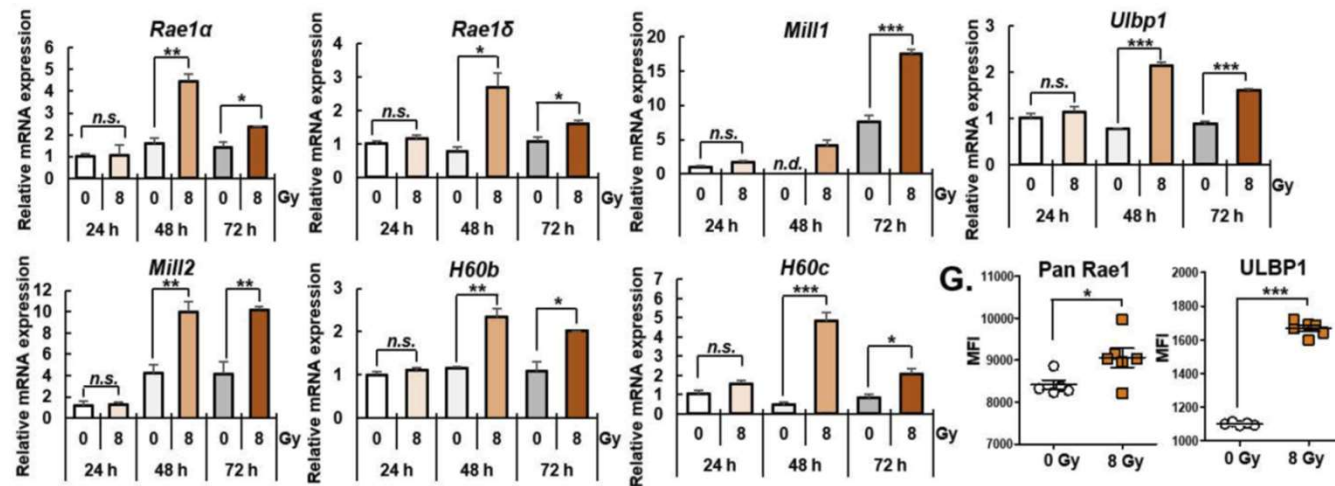 Rae1α
Relative mRNA expression
6
5
4
3
2
1
0
n.s.
**
*
0 8 0 8 0 8 Gy
24 h 48 h 72 h
Rae1δ
Relative mRNA expression
4
3
2
1
0
n.s.
*
*
0 8 0 8 0 8 Gy
24 h 48 h 72 h
Mill1
Relative mRNA expression
20
15
10
5
0
n.s.
n.d.
***
0 8 0 8 0 8 Gy
24 h 48 h 72 h
Ulbp1
Relative mRNA expression
3
2
1
0
n.s.
***
***
0 8 0 8 0 8 Gy
24 h 48 h 72 h
Mill2
Relative mRNA expression
12
10
8
6
4
2
0
n.s.
**
**
0 8 0 8 0 8 Gy
24 h 48 h 72 h
H60b
Relative mRNA expression
3
2
1
0
n.s.
**
*
0 8 0 8 0 8 Gy
24 h 48 h 72 h
H60c
Relative mRNA expression
7
6
5
4
3
2
1
0
n.s.
***
*
0 8 0 8 0 8 Gy
24 h 48 h 72 h
G.
Pan Rae1
MFI
11000
10000
9000
8000
7000
*
0 Gy 8 Gy
ULBP1
MFI
2000
1800
1600
1400
1200
1000
***
0 Gy 8 Gy